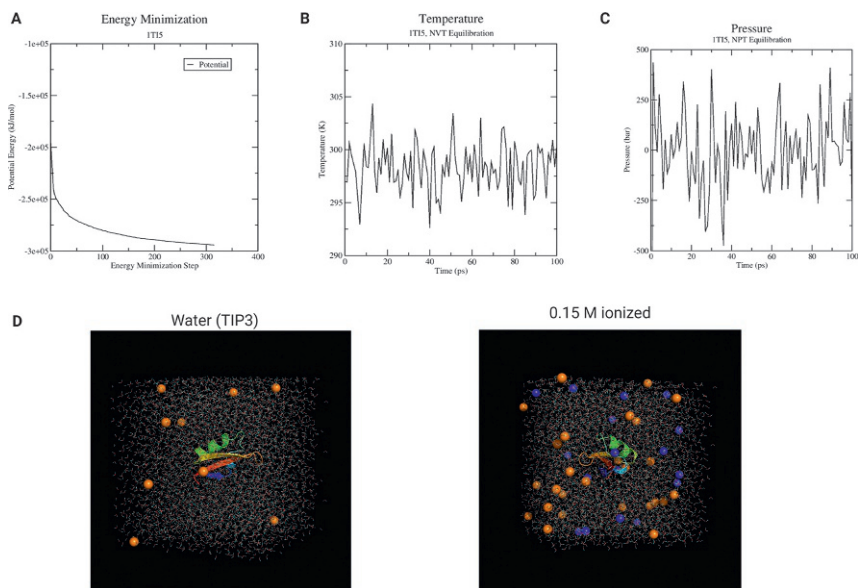 A
Energy Minimization
1TI5
Potential
-1e+05
-1.5e+05
-2e+05
-2.5e+05
-3e+05
Potential Energy (kJ/mol)
0
100
200
300
400
Energy Minimization Step
B
Temperature
1TI5, NVT Equilibration
310
305
300
295
290
Temperature (K)
0
20
40
60
80
100
Time (ps)
C
Pressure
1TI5, NPT Equilibration
500
250
0
-250
-500
Pressure (bar)
0
20
40
60
80
100
Time (ps)
D
Water (TIP3)
0.15 M ionized